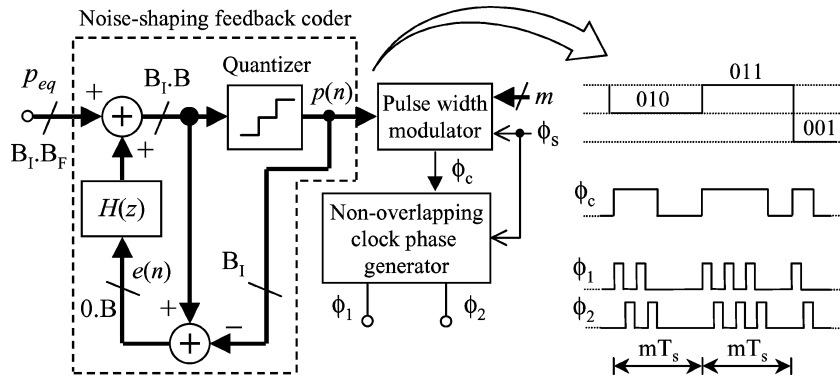 Noise-shaping feedback coder
p_eq
B_I.B_F
+
+
+
B_I.B
Quantizer
p(n)
H(z)
e(n)
0.B
+
+
−
B_I
Pulse width
modulator
m
ϕ_s
ϕ_c
Non-overlapping
clock phase
generator
ϕ_1
ϕ_2
010
011
001
ϕ_c
ϕ_1
ϕ_2
mT_s
mT_s